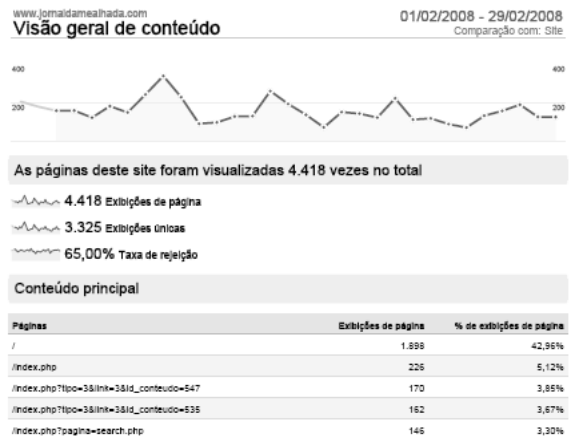 www.jornaldamealhada.com
Visão geral de conteúdo
01/02/2008 - 29/02/2008
Comparação com: Site
400 400
200 200
As páginas deste site foram visualizadas 4.418 vezes no total
4.418 Exibições de página
3.325 Exibições únicas
65,00% Taxa de rejeição
Conteúdo principal
Páginas Exibições de página % de exibições de página
/ 1.898 42,96%
/index.php 226 5,12%
/index.php?tipo=3&link=3&id_conteudo=547 170 3,85%
/index.php?tipo=3&link=3&id_conteudo=535 162 3,67%
/index.php?pagina=search.php 146 3,30%